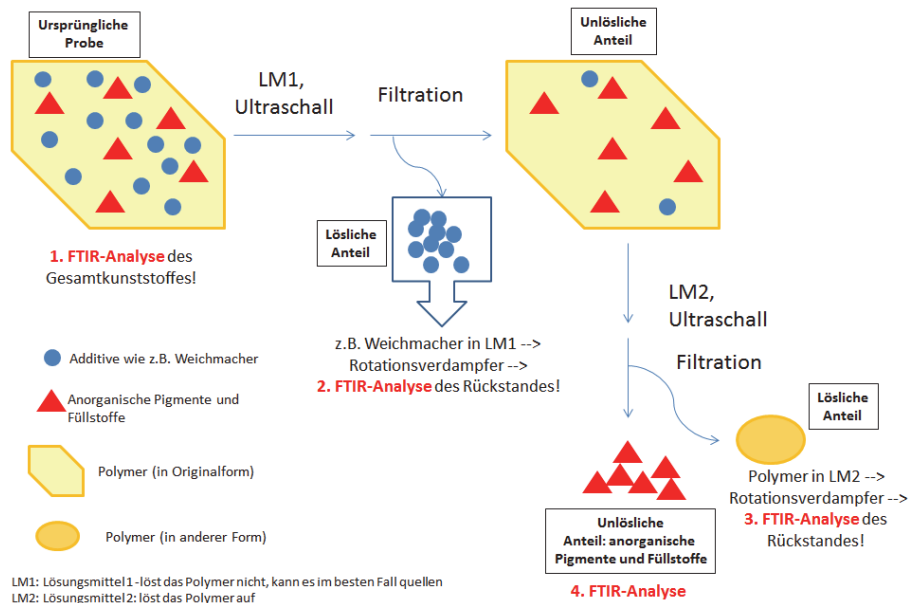 Ursprüngliche
Probe
LM1,
Ultraschall
Filtration
Unlösliche
Anteil
1. FTIR-Analyse des
Gesamtkunststoffes!
Lösliche
Anteil
z.B. Weichmacher in LM1 -->
Rotationsverdampfer -->
2. FTIR-Analyse des Rückstandes!
LM2,
Ultraschall
Filtration
Lösliche
Anteil
Polymer in LM2 -->
Rotationsverdampfer -->
3. FTIR-Analyse des
Rückstandes!
Unlösliche
Anteil: anorganische
Pigmente und Füllstoffe
4. FTIR-Analyse
Additive wie z.B. Weichmacher
Anorganische Pigmente und
Füllstoffe
Polymer (in Originalform)
Polymer (in anderer Form)
LM1: Lösungsmittel 1 -löst das Polymer nicht, kann es im besten Fall quellen
LM2: Lösungsmittel 2: löst das Polymer auf